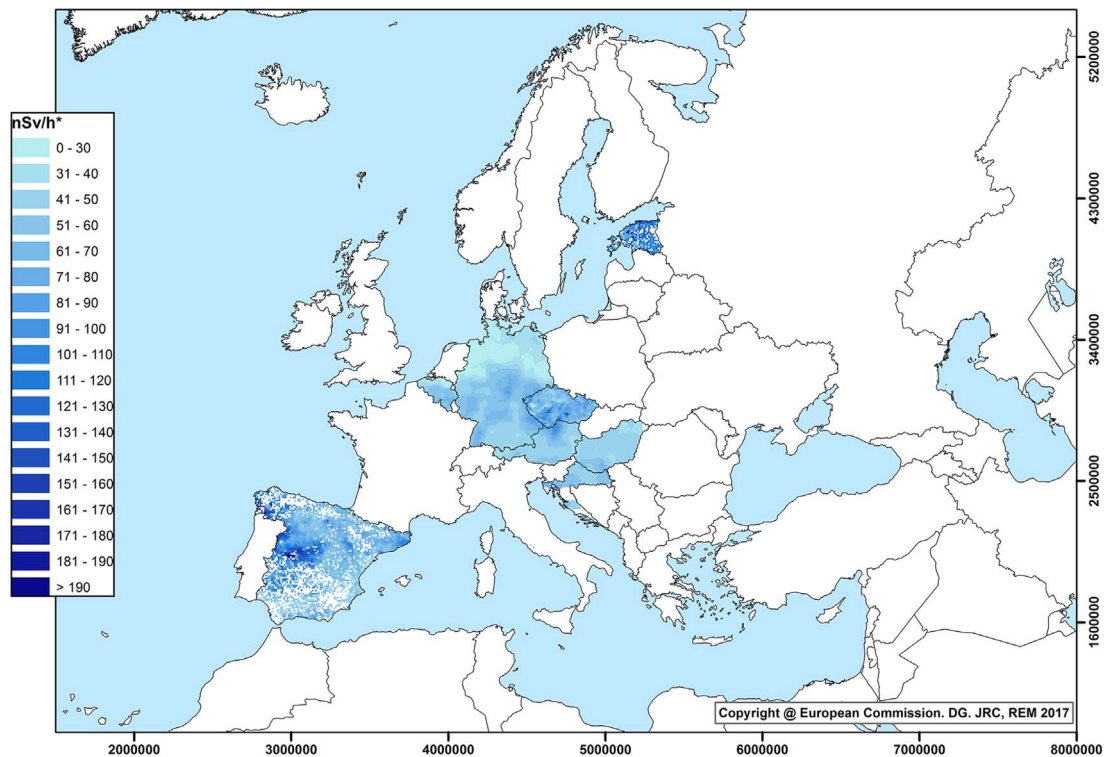 nSv/h*
0 - 30
31 - 40
41 - 50
51 - 60
61 - 70
71 - 80
81 - 90
91 - 100
101 - 110
111 - 120
121 - 130
131 - 140
141 - 150
151 - 160
161 - 170
171 - 180
181 - 190
> 190
5200000
4300000
3400000
2500000
1600000
Copyright @ European Commission. DG. JRC, REM 2017
2000000
3000000
4000000
5000000
6000000
7000000
8000000